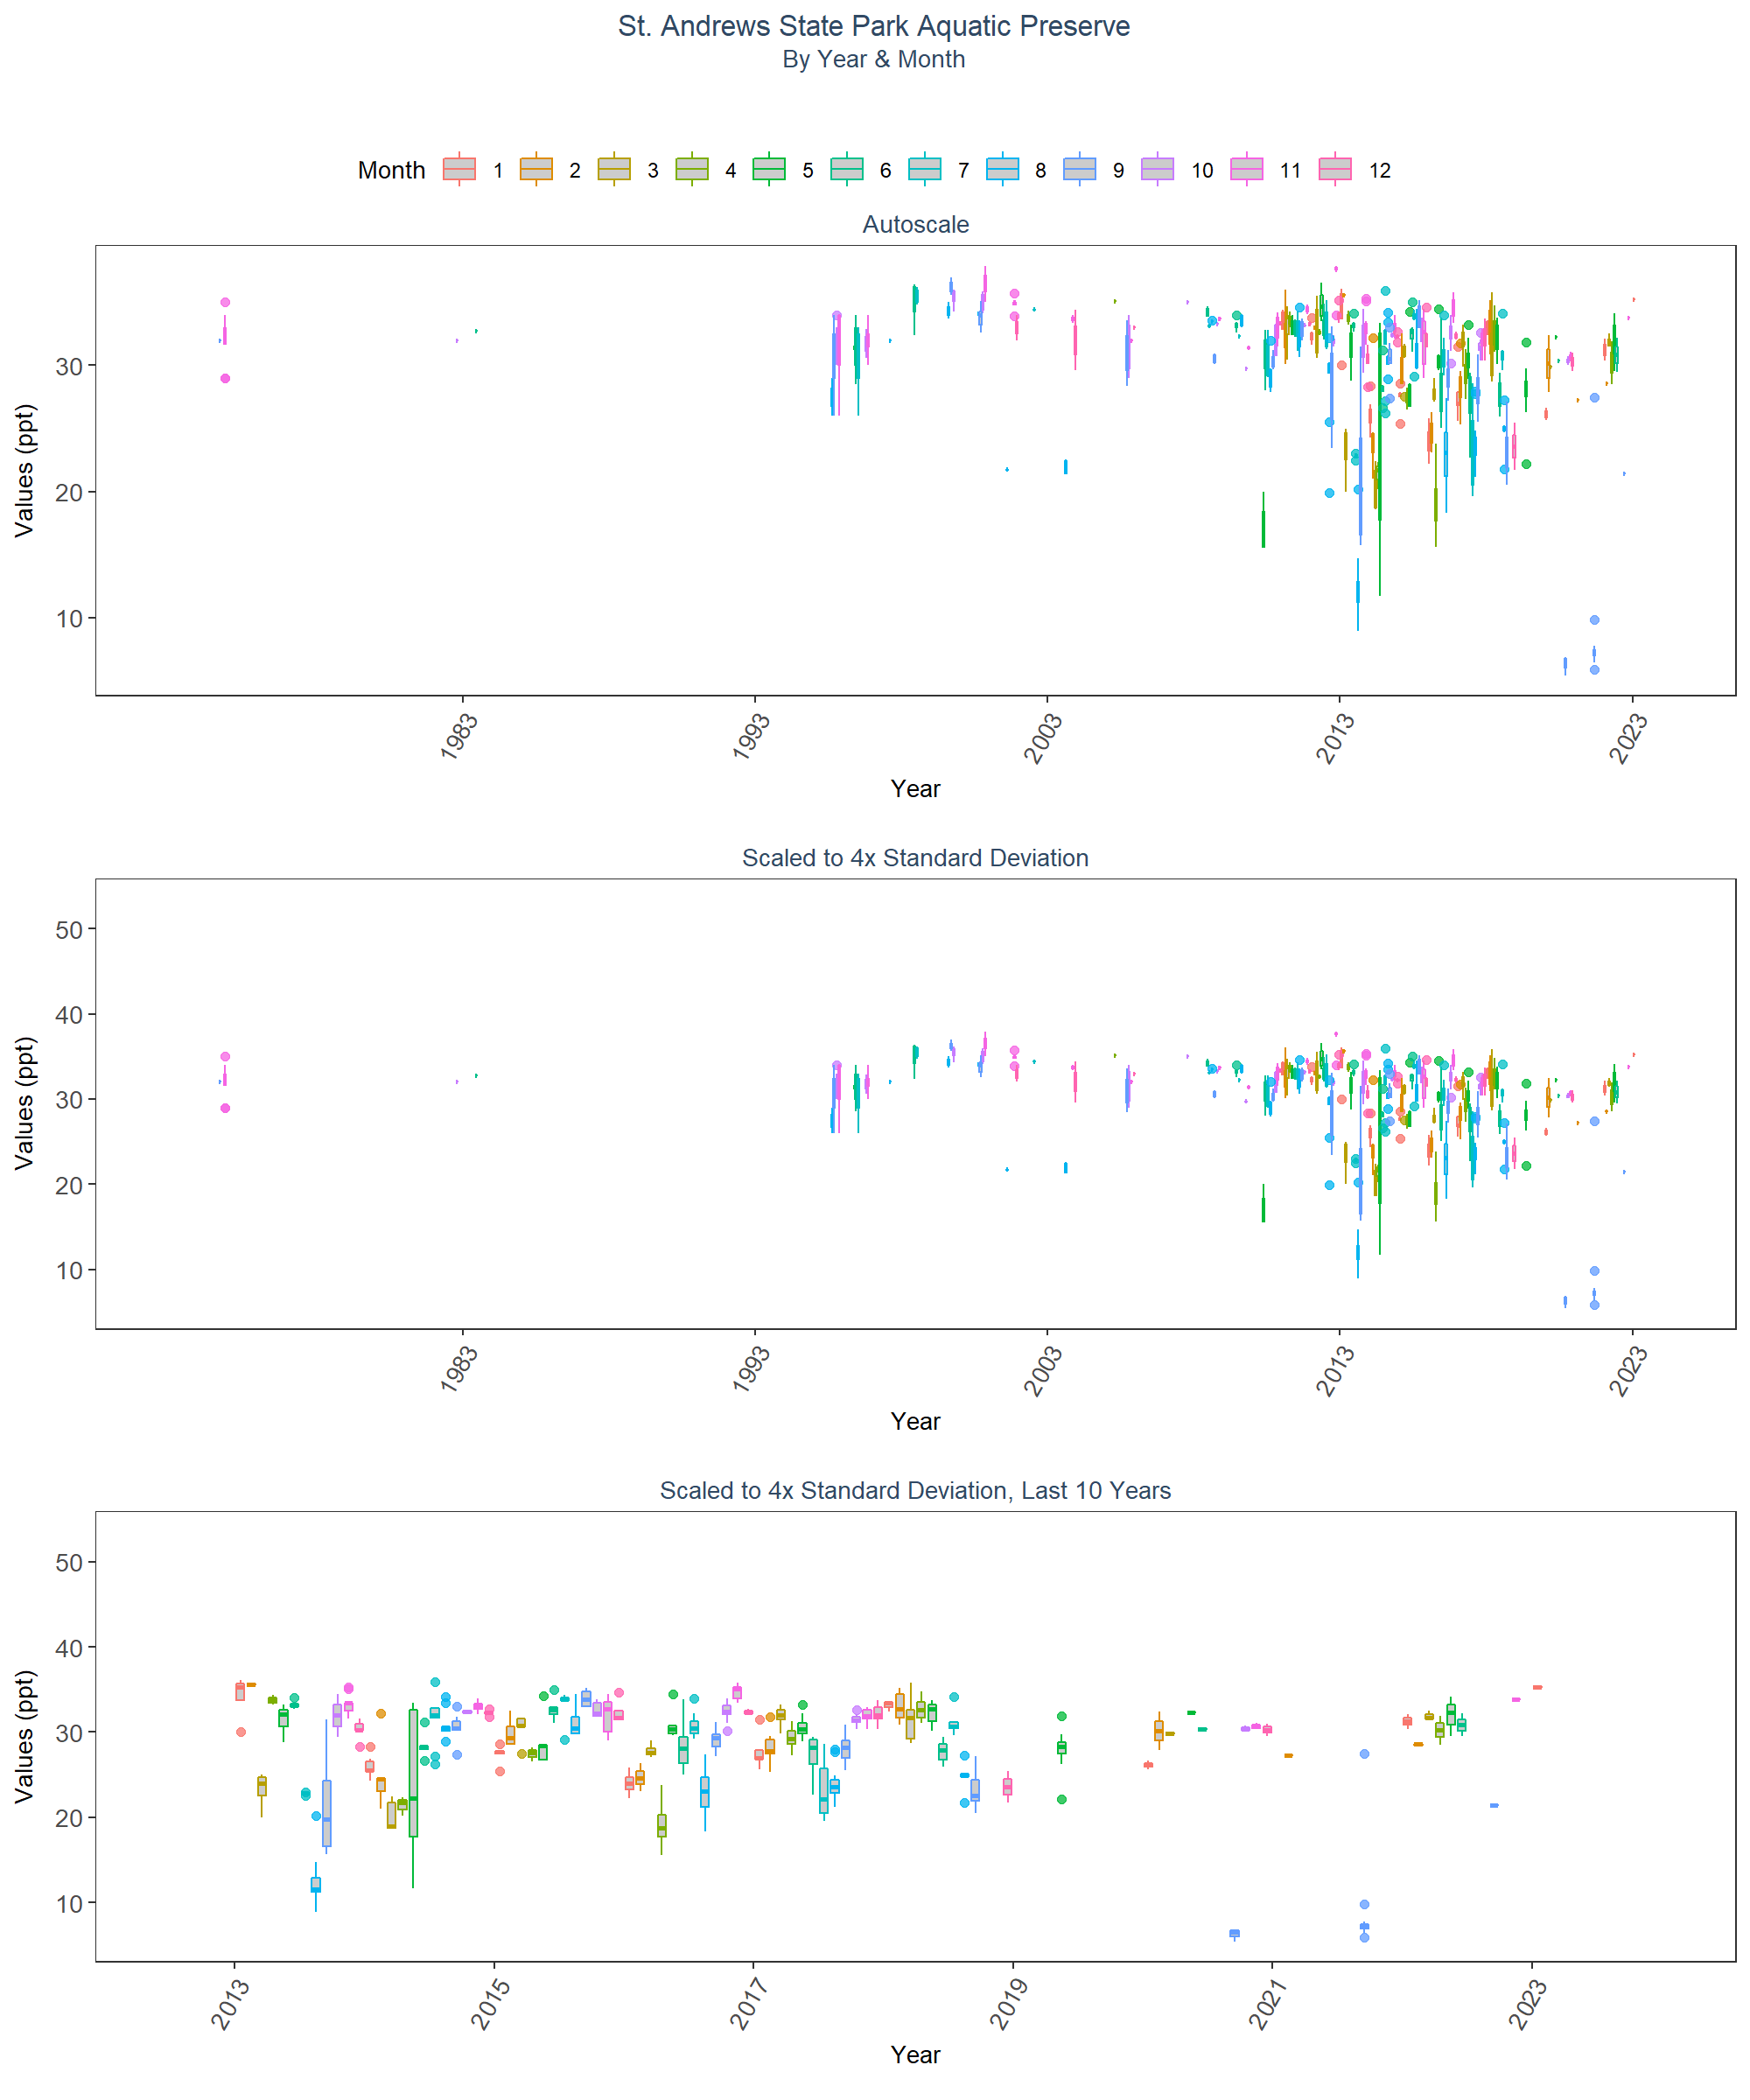 St. Andrews State Park Aquatic Preserve
By Year & Month
Month 1 2 3 4 5 6 7 8 9 10 11 12
Autoscale
Values (ppt)
30
20
10
1983 1993 2003 2013 2023
Year
Scaled to 4x Standard Deviation
Values (ppt)
50
40
30
20
10
1983 1993 2003 2013 2023
Year
Scaled to 4x Standard Deviation, Last 10 Years
Values (ppt)
50
40
30
20
10
2013 2015 2017 2019 2021 2023
Year